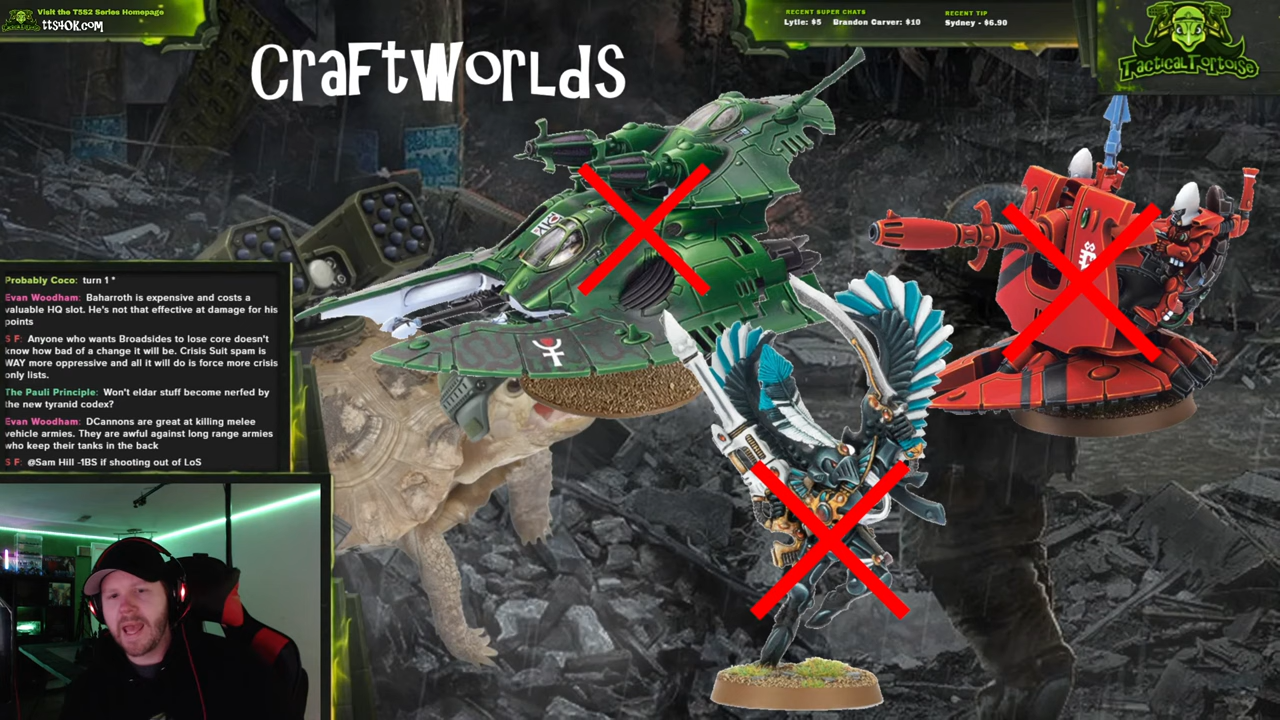 Visit the T5S2 Series Homepage
TTS40K.COM
RECENT SUPER CHATS
Lytle: $5 Brandon Carver: $10
RECENT TIP
Sydney - $6.90
TacticalTortoise
CraftWorlds
Probably Coco: turn 1 *
Evan Woodham: Baharroth is expensive and costs a
valuable HQ slot. He's not that effective at damage for his
points
S F: Anyone who wants Broadsides to lose core doesn't
know how bad of a change it will be. Crisis Suit spam is
WAY more oppressive and all it will do is force more crisis
only lists.
The Pauli Principle: Won't eldar stuff become nerfed by
the new tyranid codex?
Evan Woodham: DCannons are great at killing melee
vehicle armies. They are awful against long range armies
who keep their tanks in the back
S F: @Sam Hill -1BS if shooting out of LoS